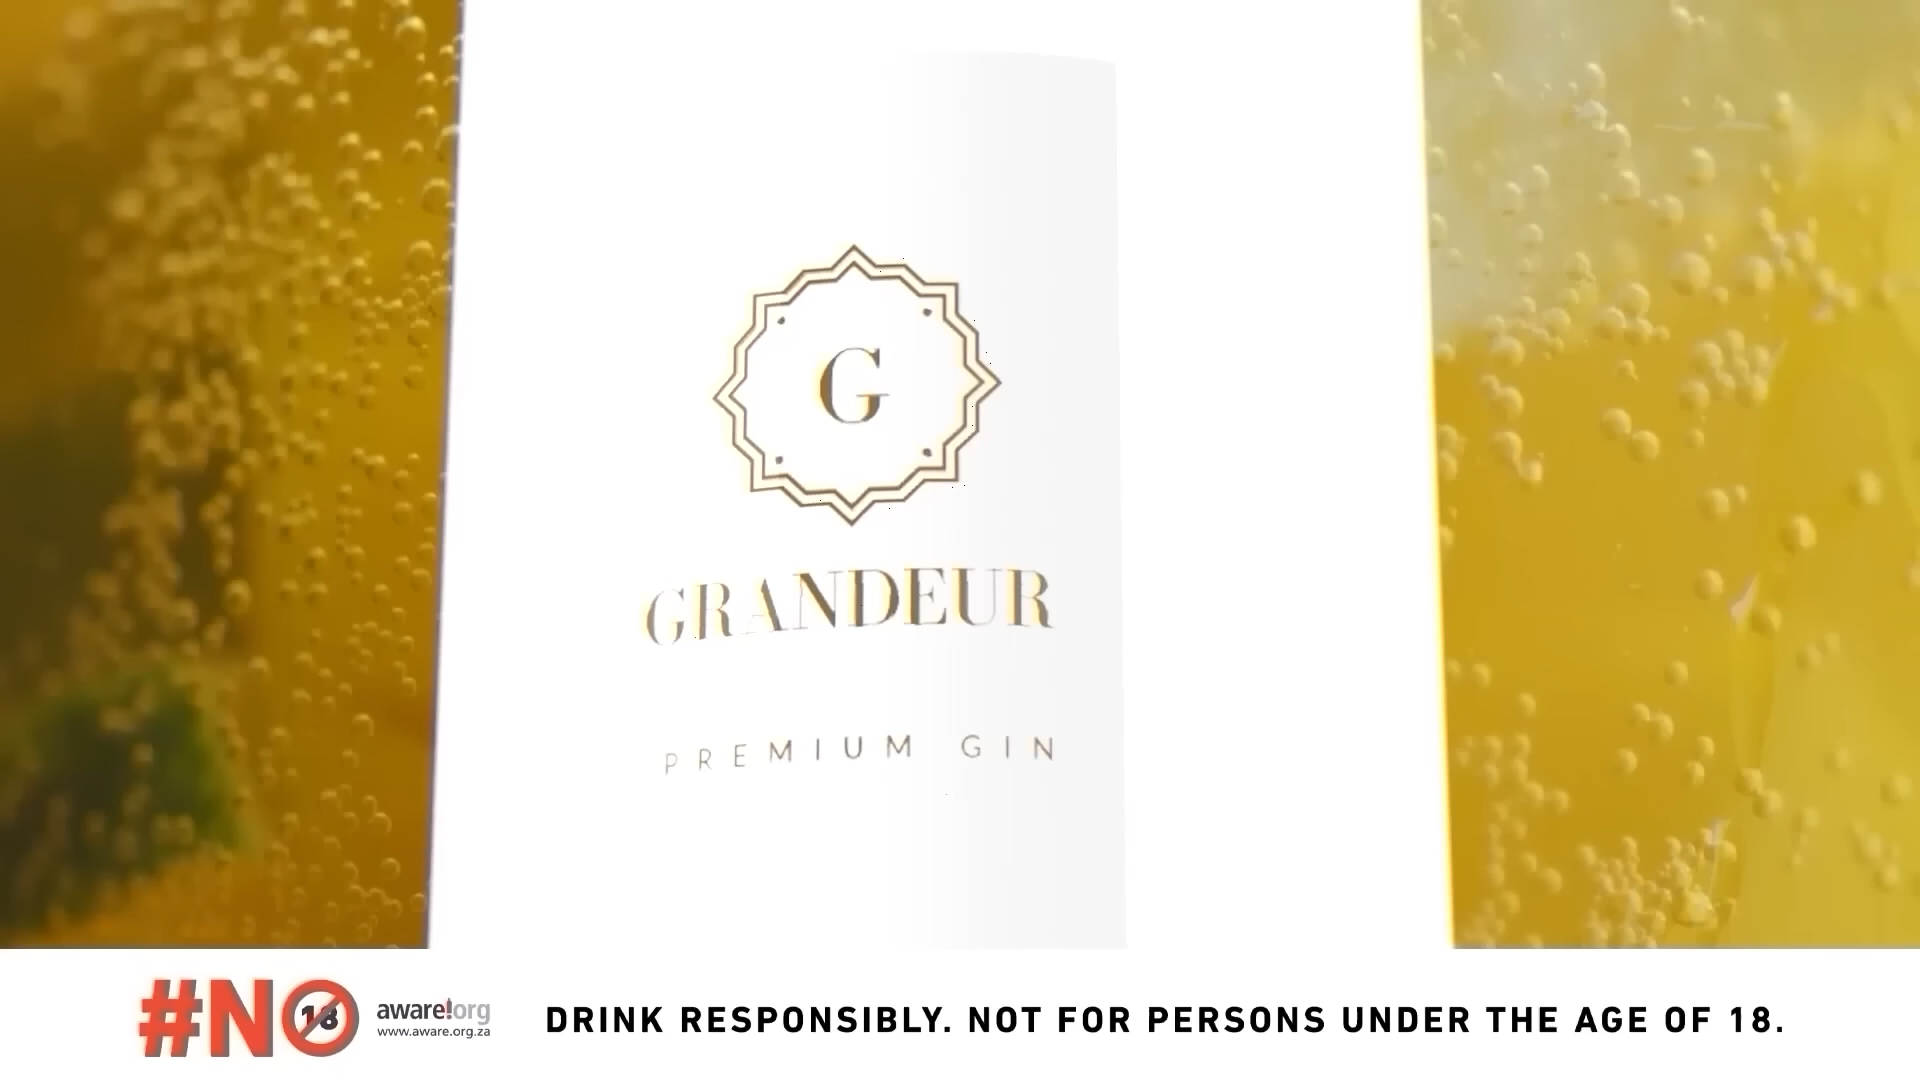 G
GRANDEUR
PREMIUM GIN
#NO
18
aware!org
www.aware.org.za
DRINK RESPONSIBLY. NOT FOR PERSONS UNDER THE AGE OF 18.